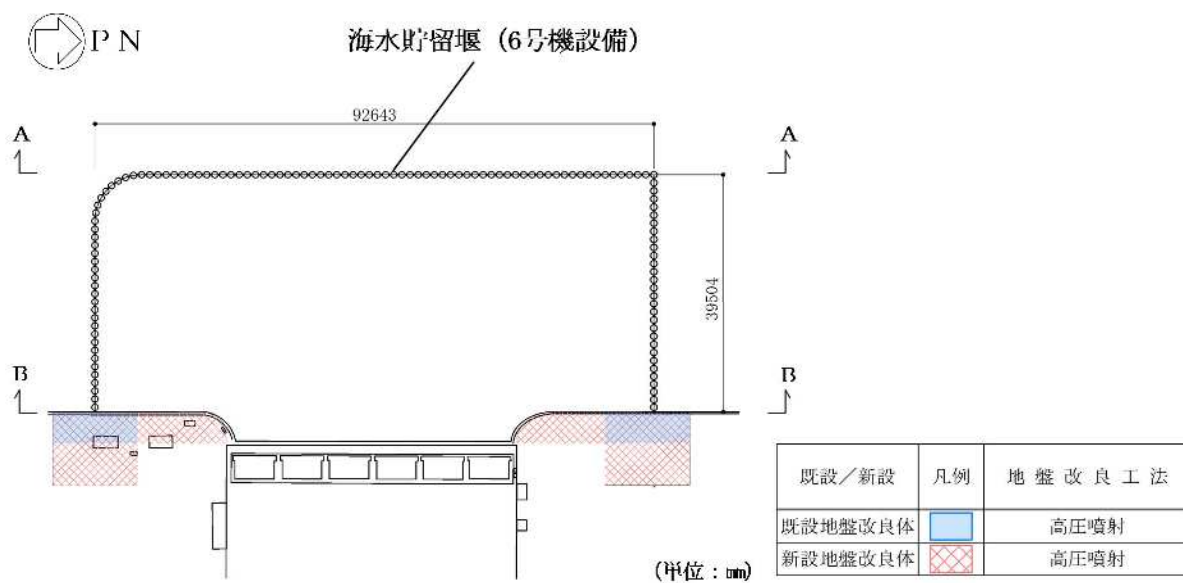 PN
海水貯留堰（6号機設備）
92643
A
A
39504
B
B
既設／新設 凡例 地盤改良工法
既設地盤改良体 高圧噴射
新設地盤改良体 高圧噴射
(単位：mm)